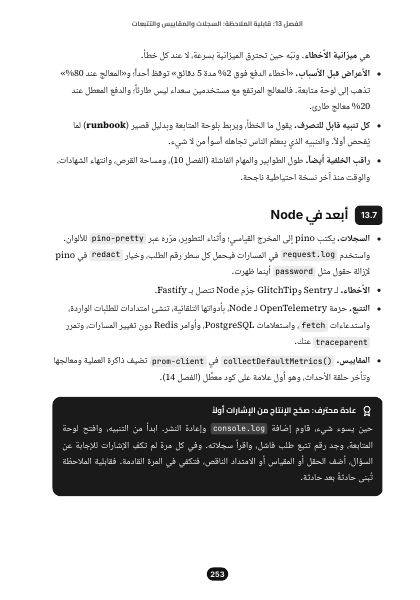 الفصل 13: قابلية الملاحظة: السجلات والمقاييس والتتبعات
هي ميزانية الأخطاء. ونبّه حين تحترق الميزانية بسرعة، لا عند كل خطأ.
• الأعراض قبل الأسباب. «أخطاء الدفع فوق 2% مدة 5 دقائق» توقظ أحداً؛ و«المعالج عند 80%»
تذهب إلى لوحة متابعة. فالمعالج المرتفع مع مستخدمين سعداء ليس طارئاً؛ والدفع المعطل عند
20% معالج طارئ.
• كل تنبيه قابل للتصرف. يقول ما الخطأ، ويربط بلوحة المتابعة وبدليل قصير (runbook) لما
يُفحص أولاً. والتنبيه الذي يتعلم الناس تجاهله أسوأ من لا شيء.
• راقب الخلفية أيضاً. طول الطوابير والمهام الفاشلة (الفصل 10)، ومساحة القرص، وانتهاء الشهادات،
والوقت منذ آخر نسخة احتياطية ناجحة.
13.7 أبعد في Node
• السجلات. يكتب pino إلى المخرج القياسي؛ وأثناء التطوير، مرّره عبر pino-pretty للألوان.
واستخدم request.log في المسارات فيحمل كل سطر رقم الطلب، وخيار redact في pino
لإزالة حقول مثل password أينما ظهرت.
• الأخطاء. لـ Sentry وGlitchTip حِزَم Node تتصل بـ Fastify.
• التتبع. حزمة OpenTelemetry لـ Node، بأدواتها التلقائية، تنشئ امتدادات للطلبات الواردة،
واستدعاءات fetch، واستعلامات PostgreSQL، وأوامر Redis دون تغيير المسارات، وتمرر
traceparent عنك.
• المقاييس. collectDefaultMetrics() في prom-client تضيف ذاكرة العملية ومعالجها
وتأخر حلقة الأحداث، وهو أول علامة على كود معطِّل (الفصل 14).
عادة محترف: صحّح الإنتاج من الإشارات أولاً
حين يسوء شيء، قاوم إضافة console.log وإعادة النشر. ابدأ من التنبيه، وافتح لوحة
المتابعة، وجد رقم تتبع طلب فاشل، واقرأ سجلاته. وفي كل مرة لم تكفِ الإشارات للإجابة عن
السؤال، أضف الحقل أو المقياس أو الامتداد الناقص، فتكفي في المرة القادمة. فقابلية الملاحظة
تُبنى حادثةً بعد حادثة.
253